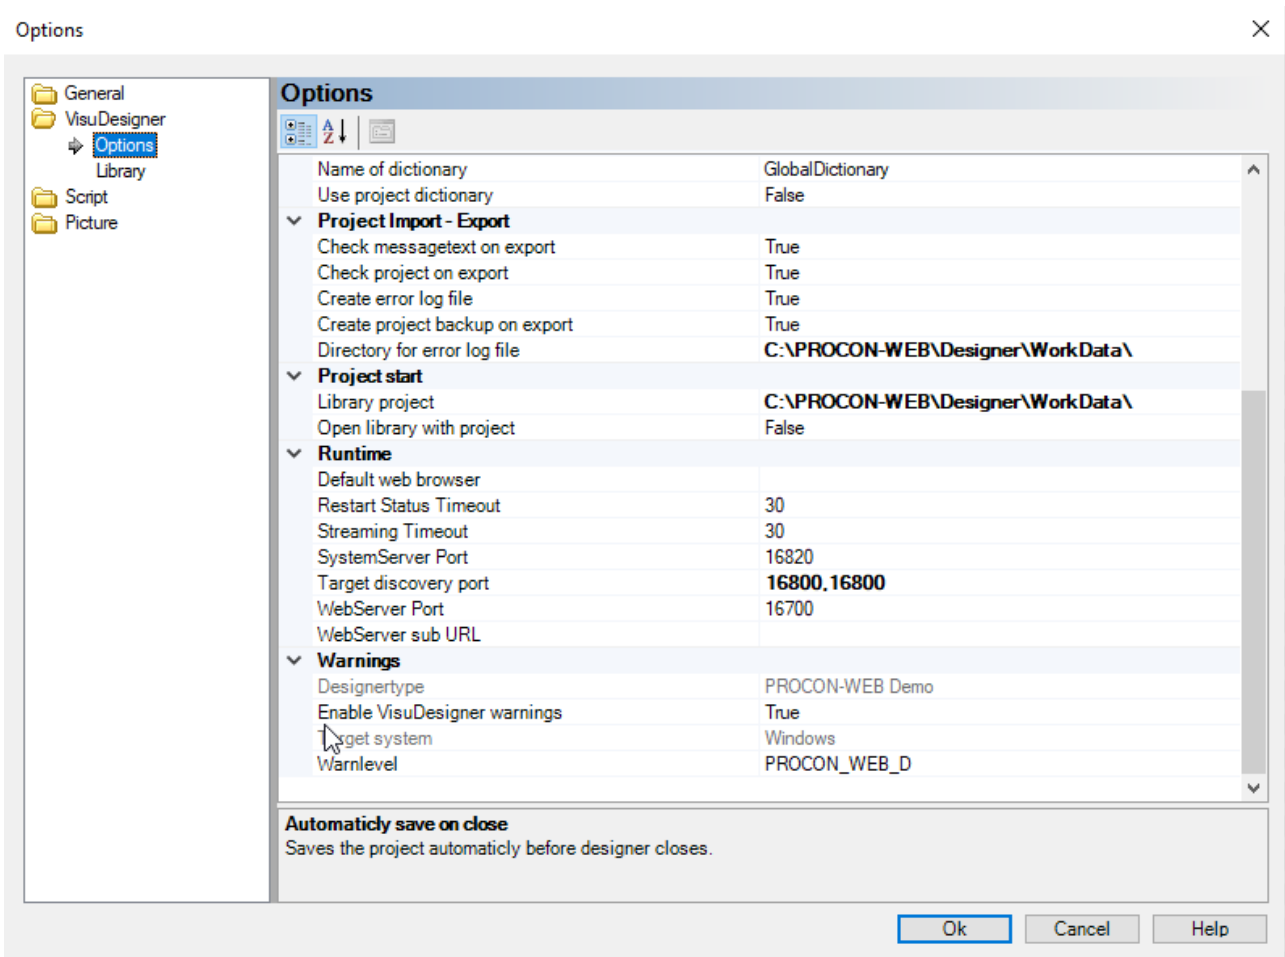 Options
General
VisuDesigner
Options
Library
Script
Picture
Options
Name of dictionary GlobalDictionary
Use project dictionary False
Project Import - Export
Check messagetext on export True
Check project on export True
Create error log file True
Create project backup on export True
Directory for error log file C:\PROCON-WEB\Designer\WorkData\
Project start
Library project C:\PROCON-WEB\Designer\WorkData\
Open library with project False
Runtime
Default web browser
Restart Status Timeout 30
Streaming Timeout 30
SystemServer Port 16820
Target discovery port 16800,16800
WebServer Port 16700
WebServer sub URL
Warnings
Designertype PROCON-WEB Demo
Enable VisuDesigner warnings True
Target system Windows
Warnlevel PROCON_WEB_D
Automaticly save on close
Saves the project automaticly before designer closes.
Ok Cancel Help